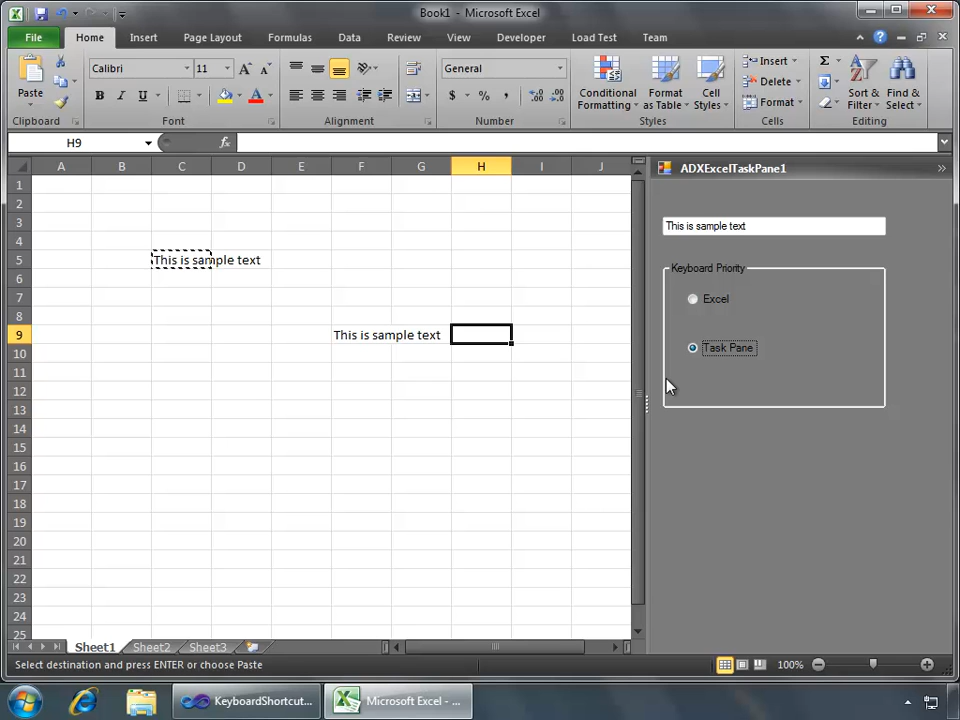 Book1 - Microsoft Excel
File Home Insert Page Layout Formulas Data Review View Developer Load Test Team
Calibri 11 General
Paste
B I U A $ % , Conditional Formatting Format as Table Cell Styles
Insert
Delete
Format
Σ Sort & Filter Find & Select
Clipboard Font Alignment Number Styles Cells Editing
H9 fx
A B C D E F G H I J
ADXExcelTaskPane1
1
2
3
This is sample text
4
5 This is sample text
Keyboard Priority
6
7
Excel
8
9 This is sample text
Task Pane
10
11
12
13
14
15
16
17
18
19
20
21
22
23
24
25
Sheet1 Sheet2 Sheet3
Select destination and press ENTER or choose Paste 100%
KeyboardShortcut... Microsoft Excel - ...